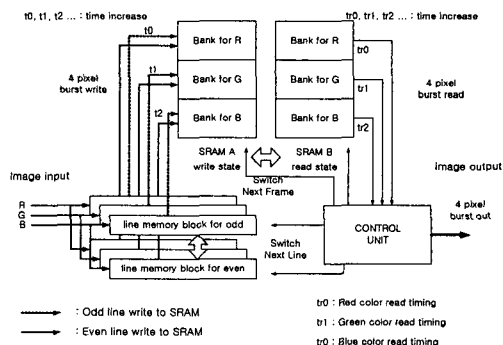 t0, t1, t2 ... : time increase
tr0, tr1, tr2 ... : time increase
t0
Bank for R
Bank for R
tr0
4 pixel
burst write
t1
Bank for G
Bank for G
tr1
4 pixel
burst read
t2
Bank for B
Bank for B
tr2
SRAM A
write state
SRAM B
read state
Image input
Switch
Next Frame
Image output
R
G
B
line memory block for odd
line memory block for even
Switch
Next Line
CONTROL
UNIT
4 pixel
burst out
: Odd line write to SRAM
: Even line write to SRAM
tr0 : Red color read timing
tr1 : Green color read timing
tr0 : Blue color read timing